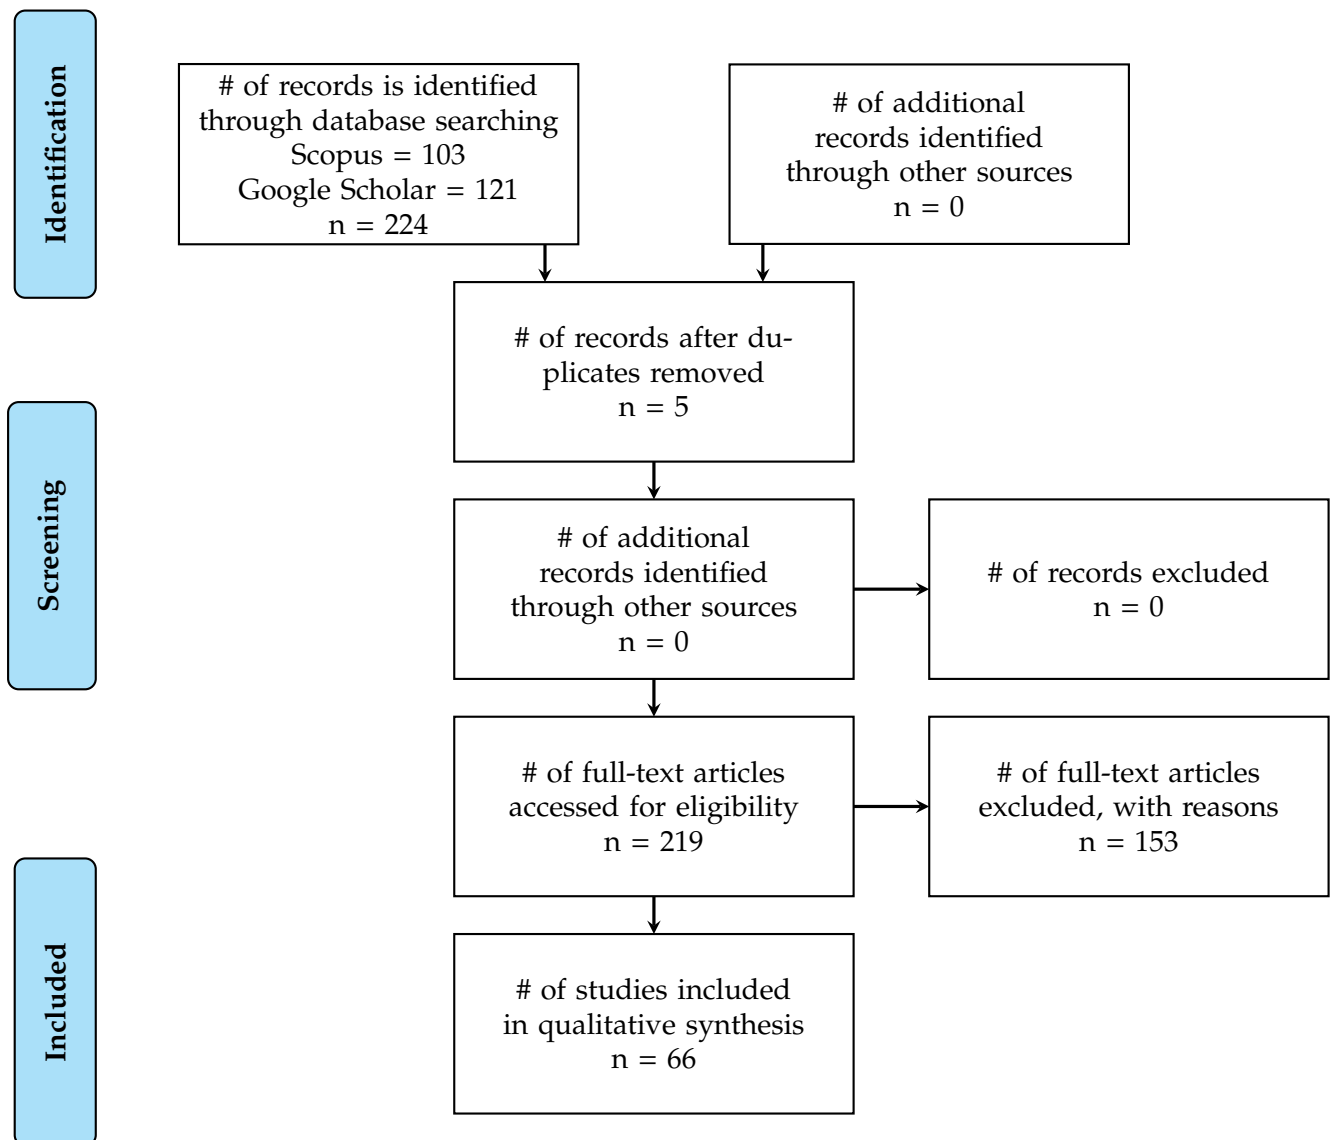 Identification
# of records is identified
through database searching
Scopus = 103
Google Scholar = 121
n = 224
# of additional
records identified
through other sources
n = 0
# of records after du-
plicates removed
n = 5
Screening
# of additional
records identified
through other sources
n = 0
# of records excluded
n = 0
# of full-text articles
accessed for eligibility
n = 219
# of full-text articles
excluded, with reasons
n = 153
Included
# of studies included
in qualitative synthesis
n = 66